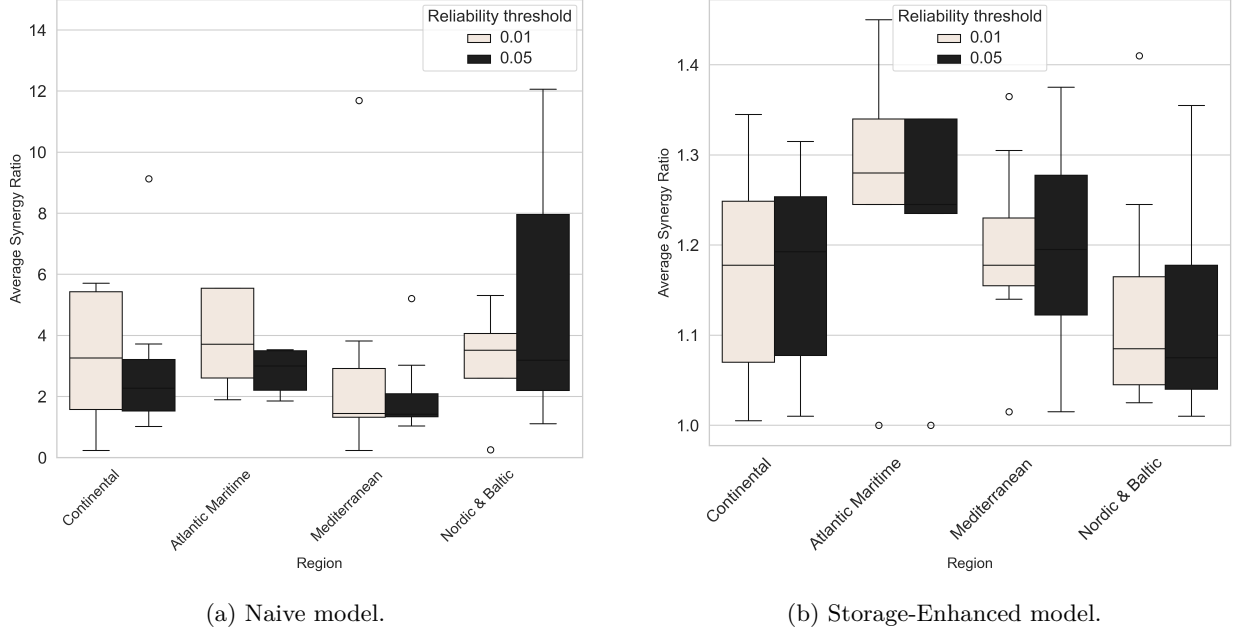 Average Synergy Ratio
14
12
10
8
6
4
2
0
Reliability threshold
0.01
0.05
Continental
Atlantic Maritime
Mediterranean
Nordic & Baltic
Region
(a) Naive model.
Average Synergy Ratio
1.4
1.3
1.2
1.1
1.0
Reliability threshold
0.01
0.05
Continental
Atlantic Maritime
Mediterranean
Nordic & Baltic
Region
(b) Storage-Enhanced model.